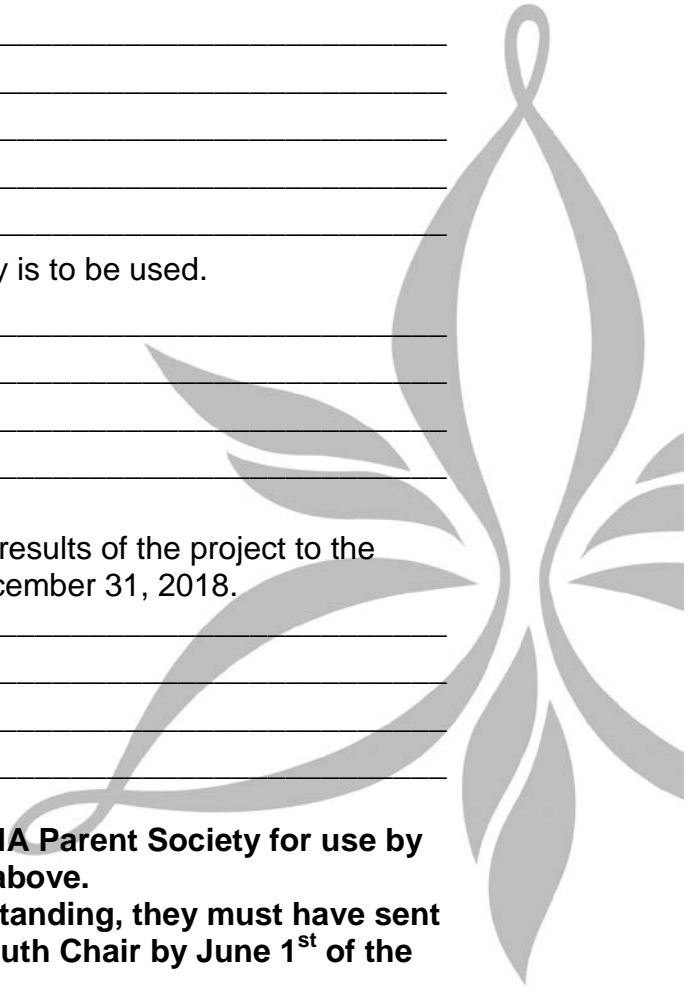 is to be used.
results of the project to the
cember 31, 2018.
IA Parent Society for use by
above.
standing, they must have sent
uth Chair by June 1st of the